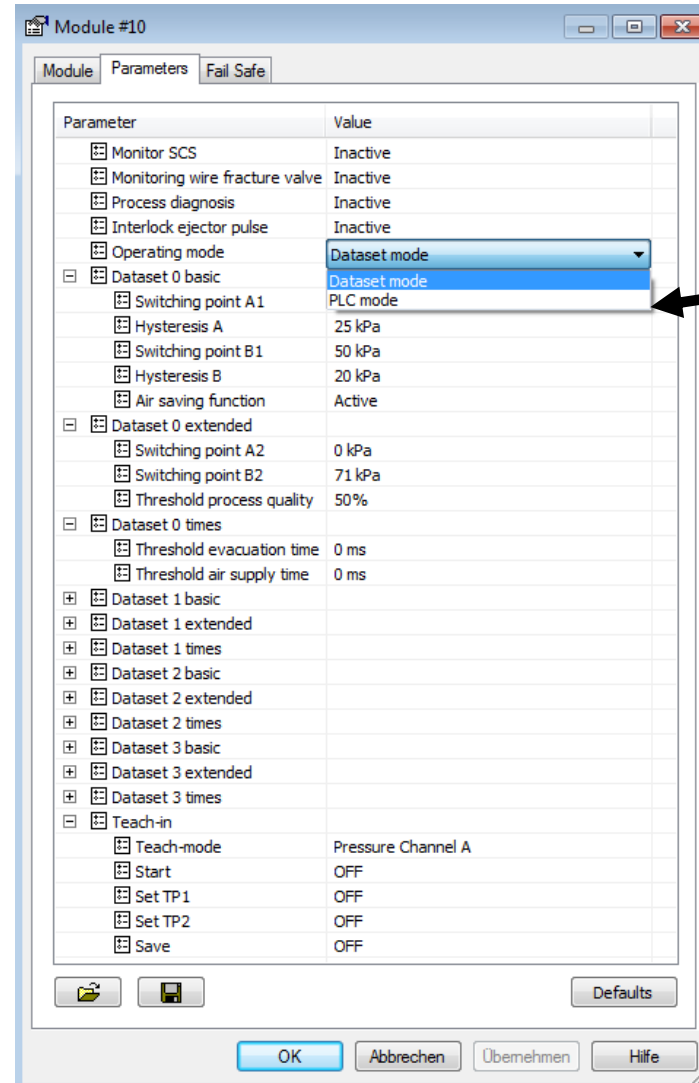 Module #10
Module Parameters Fail Safe
Parameter Value
Monitor SCS Inactive
Monitoring wire fracture valve Inactive
Process diagnosis Inactive
Interlock ejector pulse Inactive
Operating mode Dataset mode
Dataset 0 basic Dataset mode
Switching point A1 PLC mode
Hysteresis A 25 kPa
Switching point B1 50 kPa
Hysteresis B 20 kPa
Air saving function Active
Dataset 0 extended
Switching point A2 0 kPa
Switching point B2 71 kPa
Threshold process quality 50%
Dataset 0 times
Threshold evacuation time 0 ms
Threshold air supply time 0 ms
Dataset 1 basic
Dataset 1 extended
Dataset 1 times
Dataset 2 basic
Dataset 2 extended
Dataset 2 times
Dataset 3 basic
Dataset 3 extended
Dataset 3 times
Teach-in
Teach-mode Pressure Channel A
Start OFF
Set TP1 OFF
Set TP2 OFF
Save OFF
Defaults
OK Abbrechen Übernehmen Hilfe